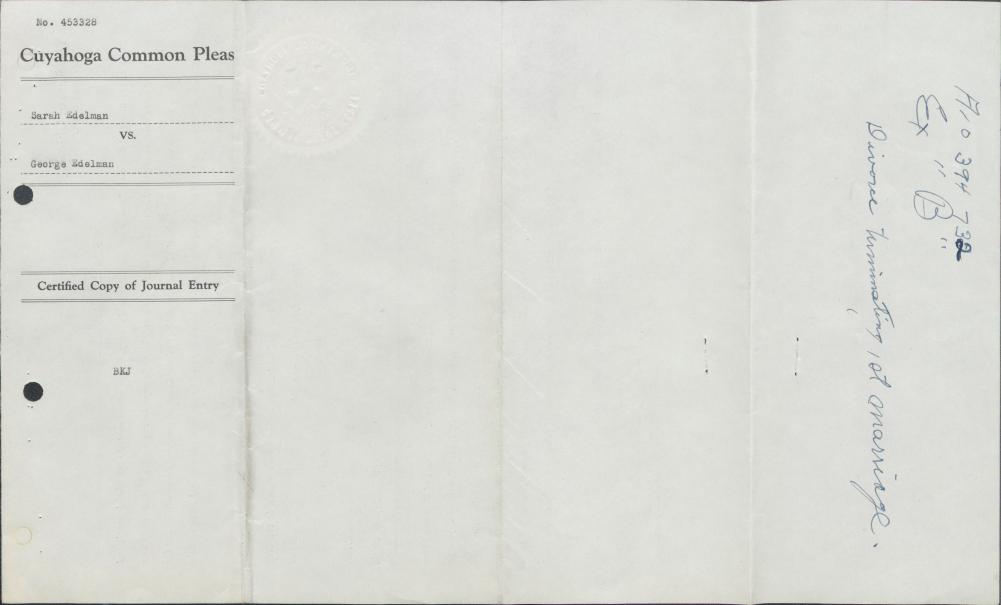 No. 453328
Cuyahoga Common Pleas
Sarah Edelman
VS.
George Edelman
Certified Copy of Journal Entry
BKJ
A10 394 732
Ex "B"
Divorce terminating 1st marriage.